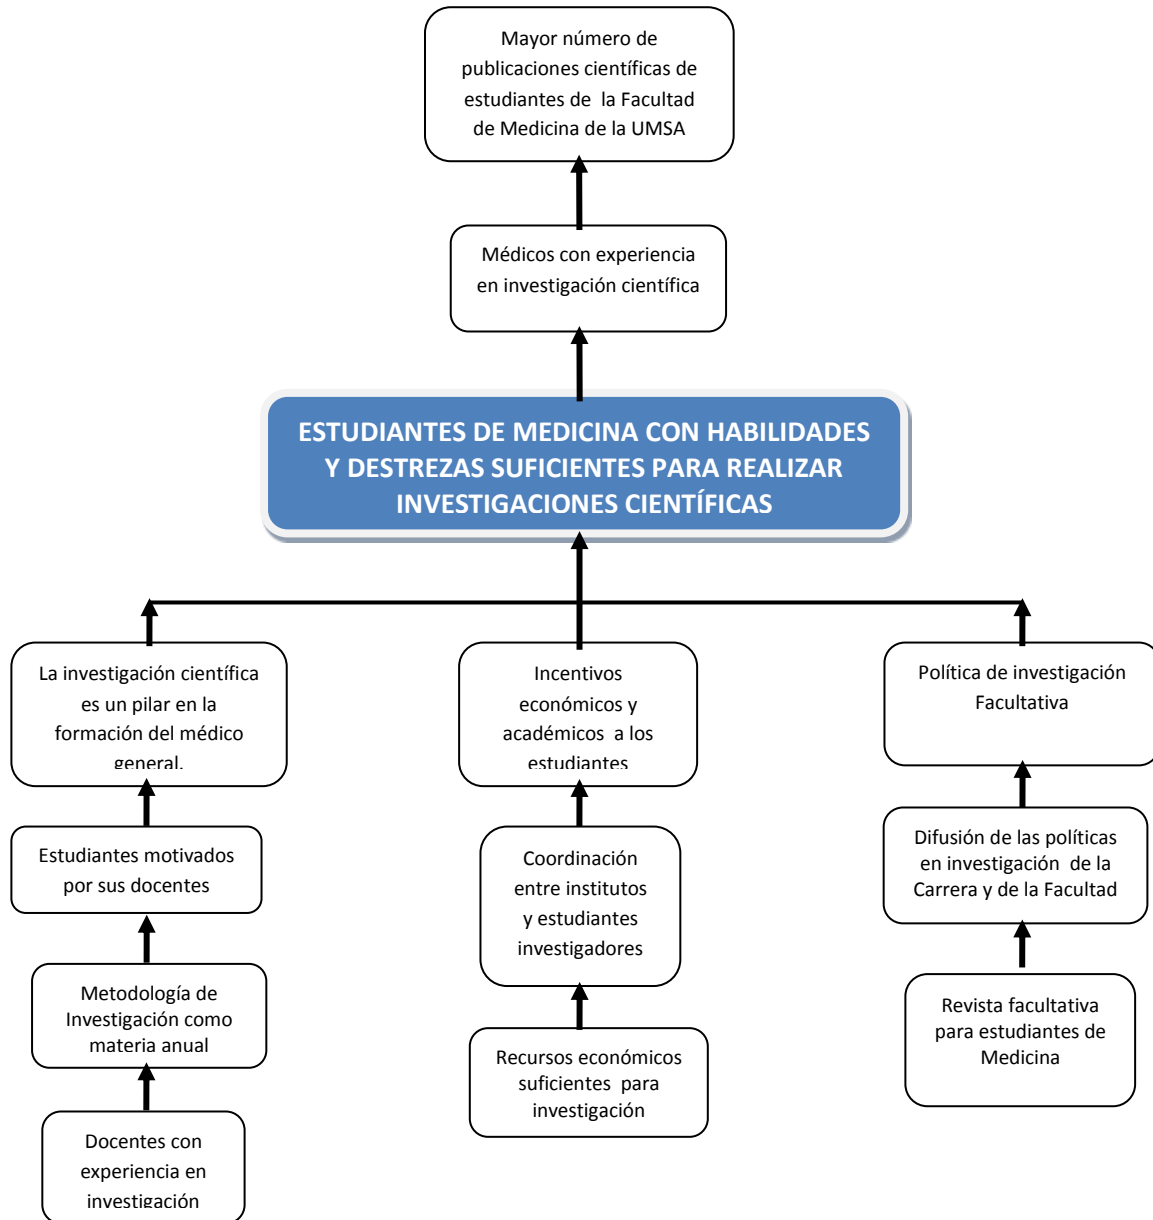 Mayor número de
publicaciones científicas de
estudiantes de la Facultad
de Medicina de la UMSA
Médicos con experiencia
en investigación científica
ESTUDIANTES DE MEDICINA CON HABILIDADES
Y DESTREZAS SUFICIENTES PARA REALIZAR
INVESTIGACIONES CIENTÍFICAS
La investigación científica
es un pilar en la
formación del médico
general.
Estudiantes motivados
por sus docentes
Metodología de
Investigación como
materia anual
Docentes con
experiencia en
investigación
Incentivos
económicos y
académicos a los
estudiantes
Coordinación
entre institutos
y estudiantes
investigadores
Recursos económicos
suficientes para
investigación
Política de investigación
Facultativa
Difusión de las políticas
en investigación de la
Carrera y de la Facultad
Revista facultativa
para estudiantes de
Medicina